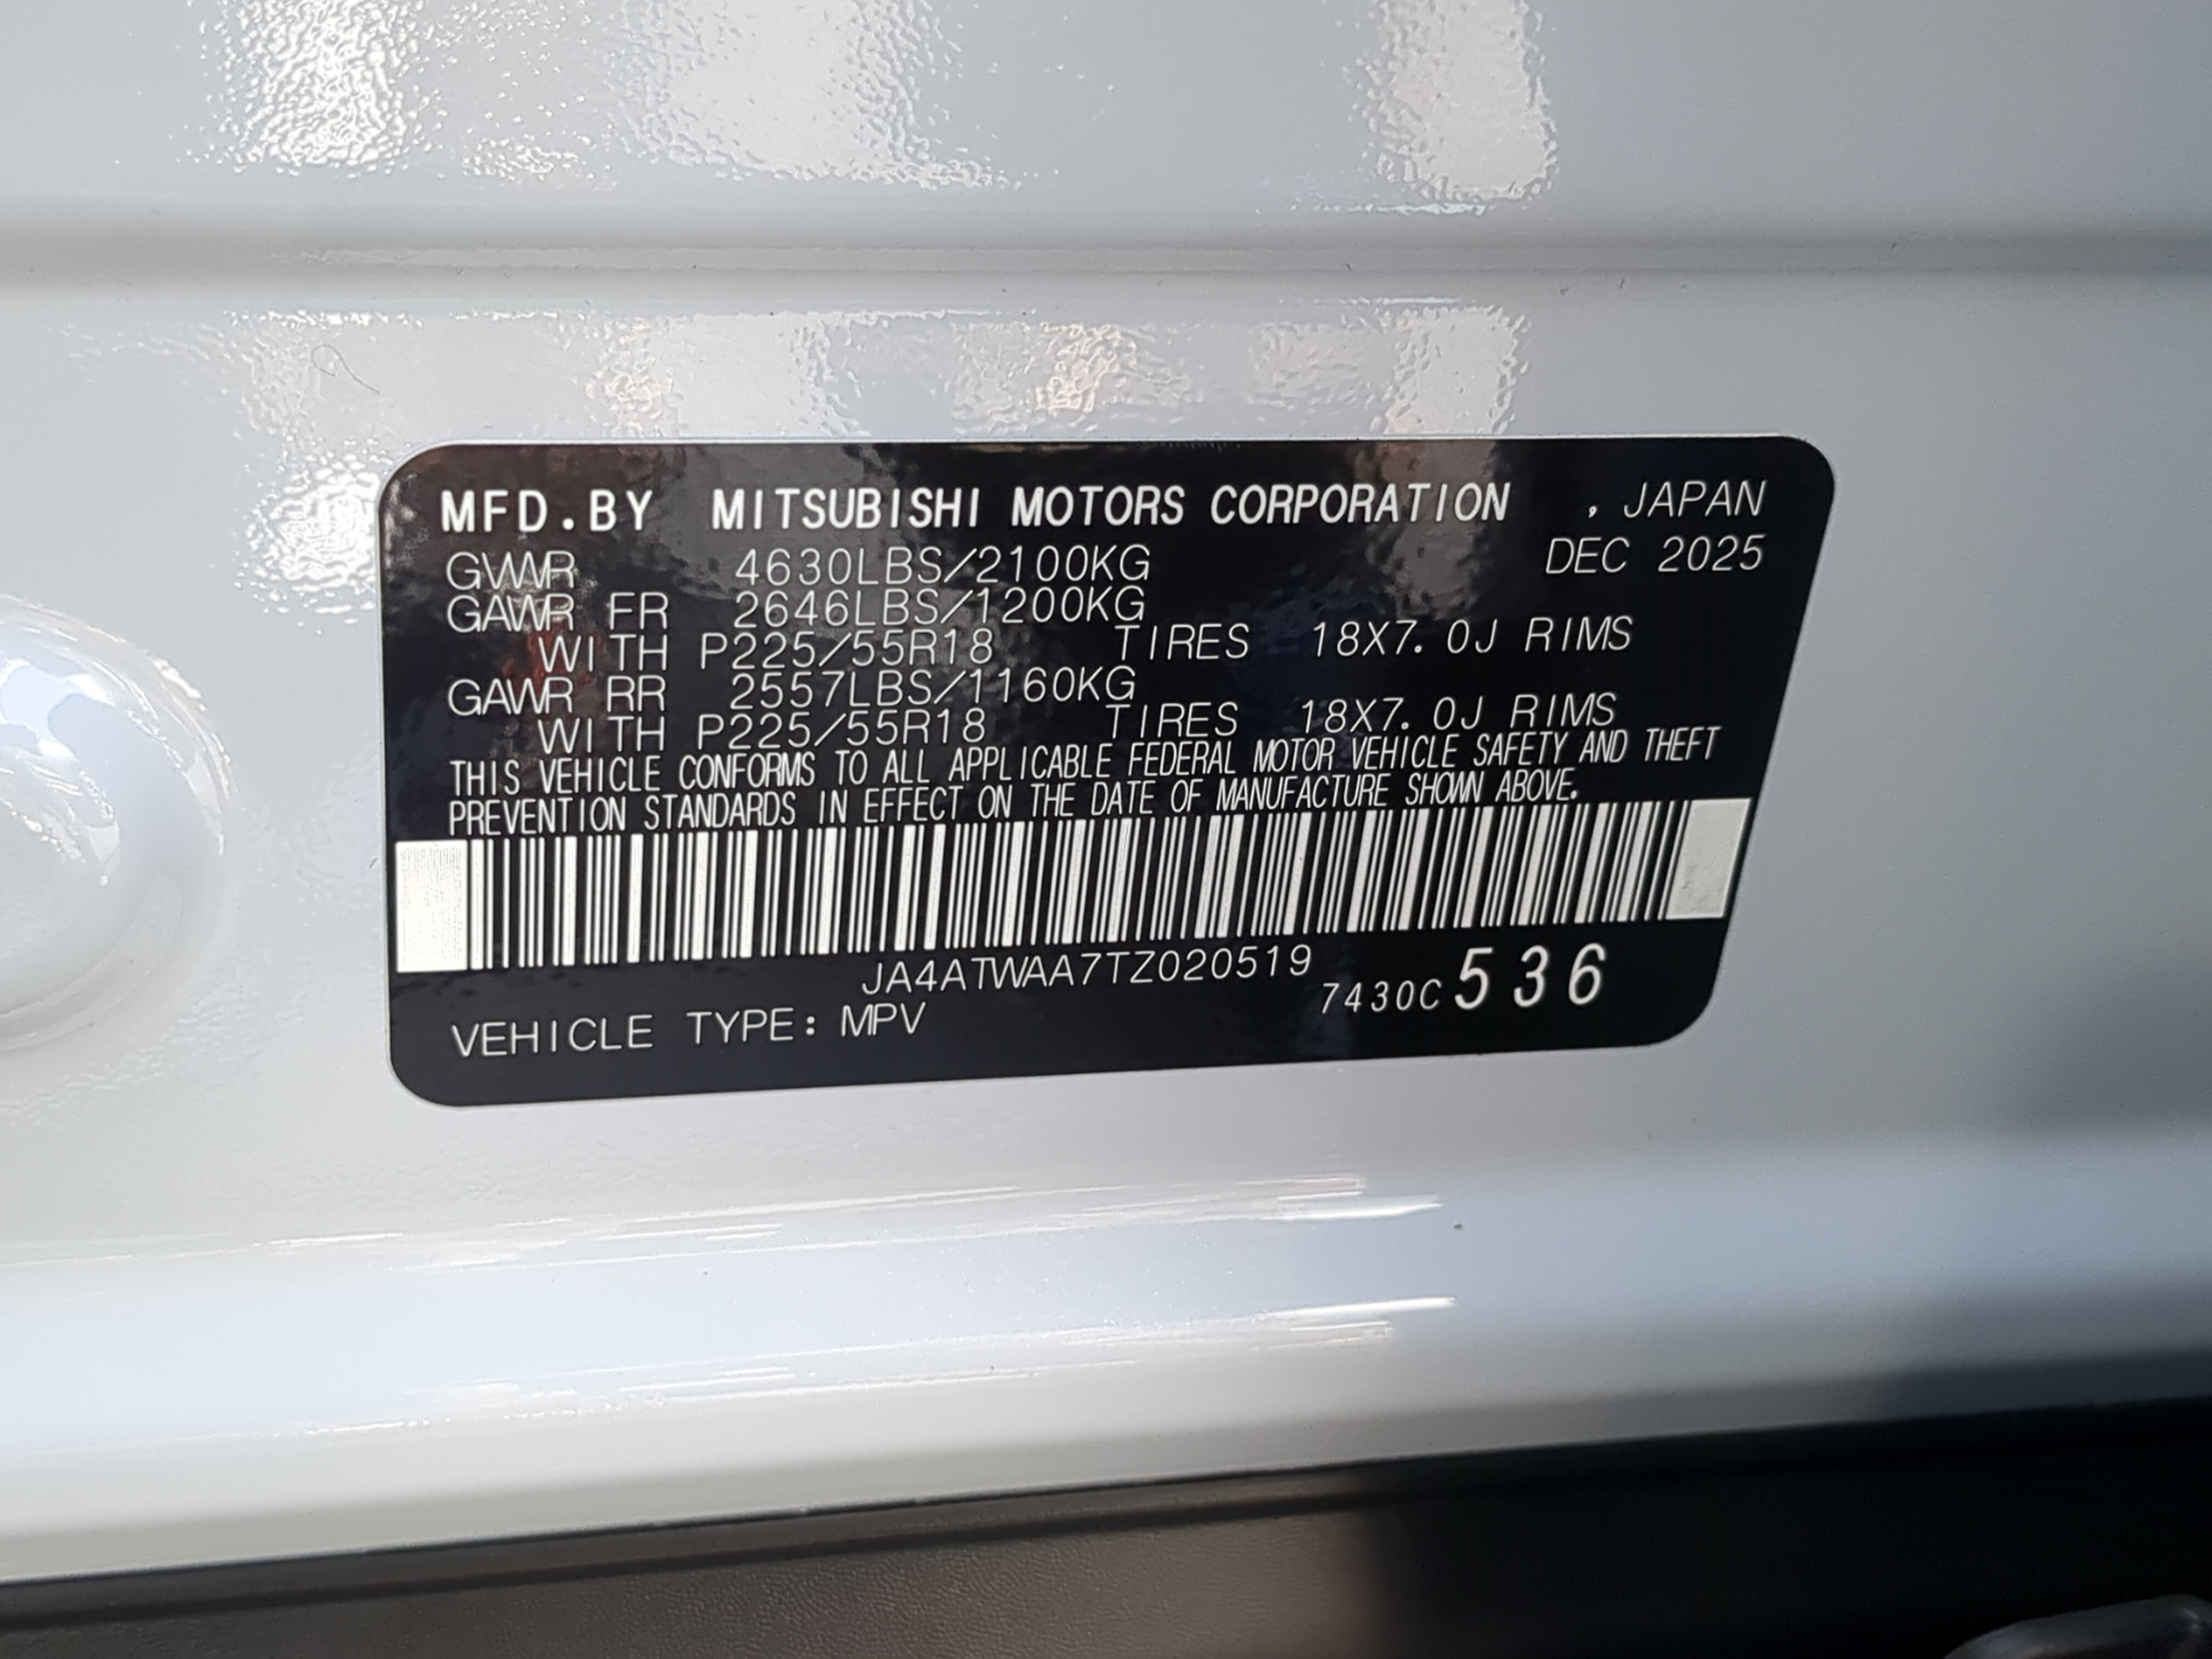 MFD.BY MITSUBISHI MOTORS CORPORATION , JAPAN
GVWR 4630LBS/2100KG DEC 2025
GAWR FR 2646LBS/1200KG
WITH P225/55R18 TIRES 18X7.0J RIMS
GAWR RR 2557LBS/1160KG
WITH P225/55R18 TIRES 18X7.0J RIMS
THIS VEHICLE CONFORMS TO ALL APPLICABLE FEDERAL MOTOR VEHICLE SAFETY AND THEFT
PREVENTION STANDARDS IN EFFECT ON THE DATE OF MANUFACTURE SHOWN ABOVE.
JA4ATWAA7TZ020519
VEHICLE TYPE: MPV 7430C536